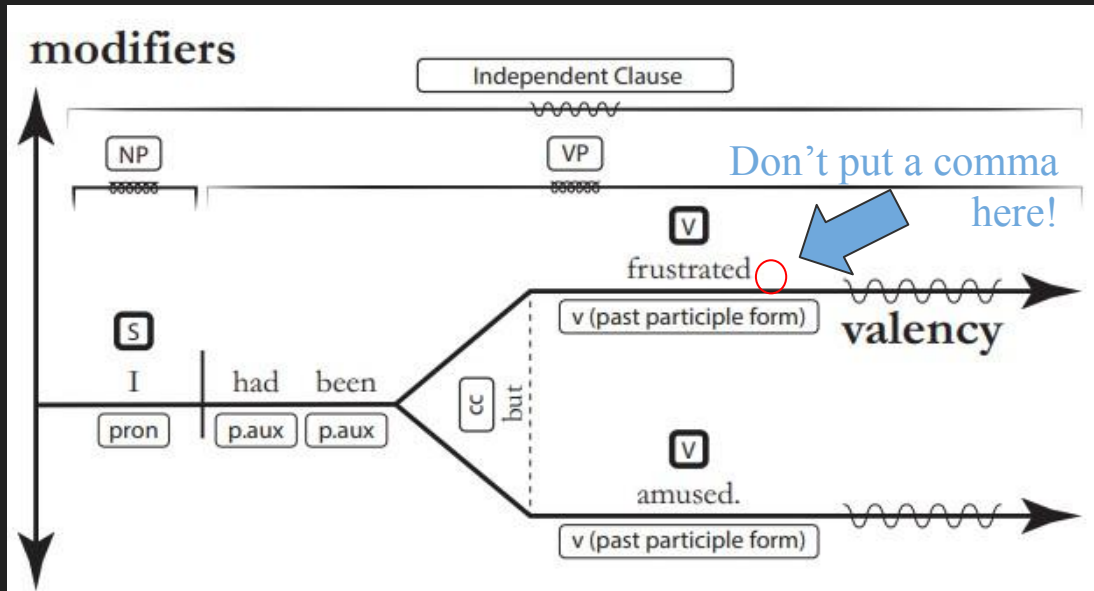 modifiers
Independent Clause
NP
VP
Don’t put a comma
here!
V
frustrated
v (past participle form)
valency
S
I had been
pron p.aux p.aux
cc
but
V
amused.
v (past participle form)